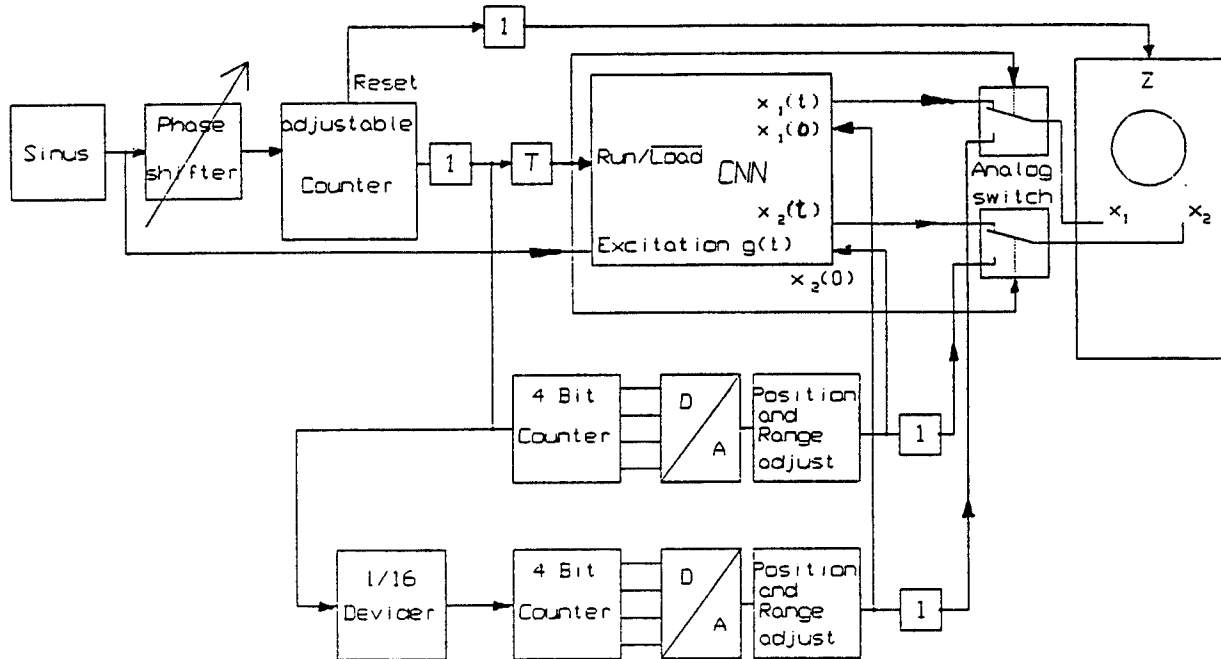 1
Z
Reset
Sinus
Phase
shifter
adjustable
Counter
1
T
Run/Load
CNN
x1(t)
x1(0)
x2(t)
Excitation g(t)
x2(0)
Analog
switch
x1
x2
4 Bit
Counter
D
A
Position
and
Range
adjust
1
1/16
Devider
4 Bit
Counter
D
A
Position
and
Range
adjust
1